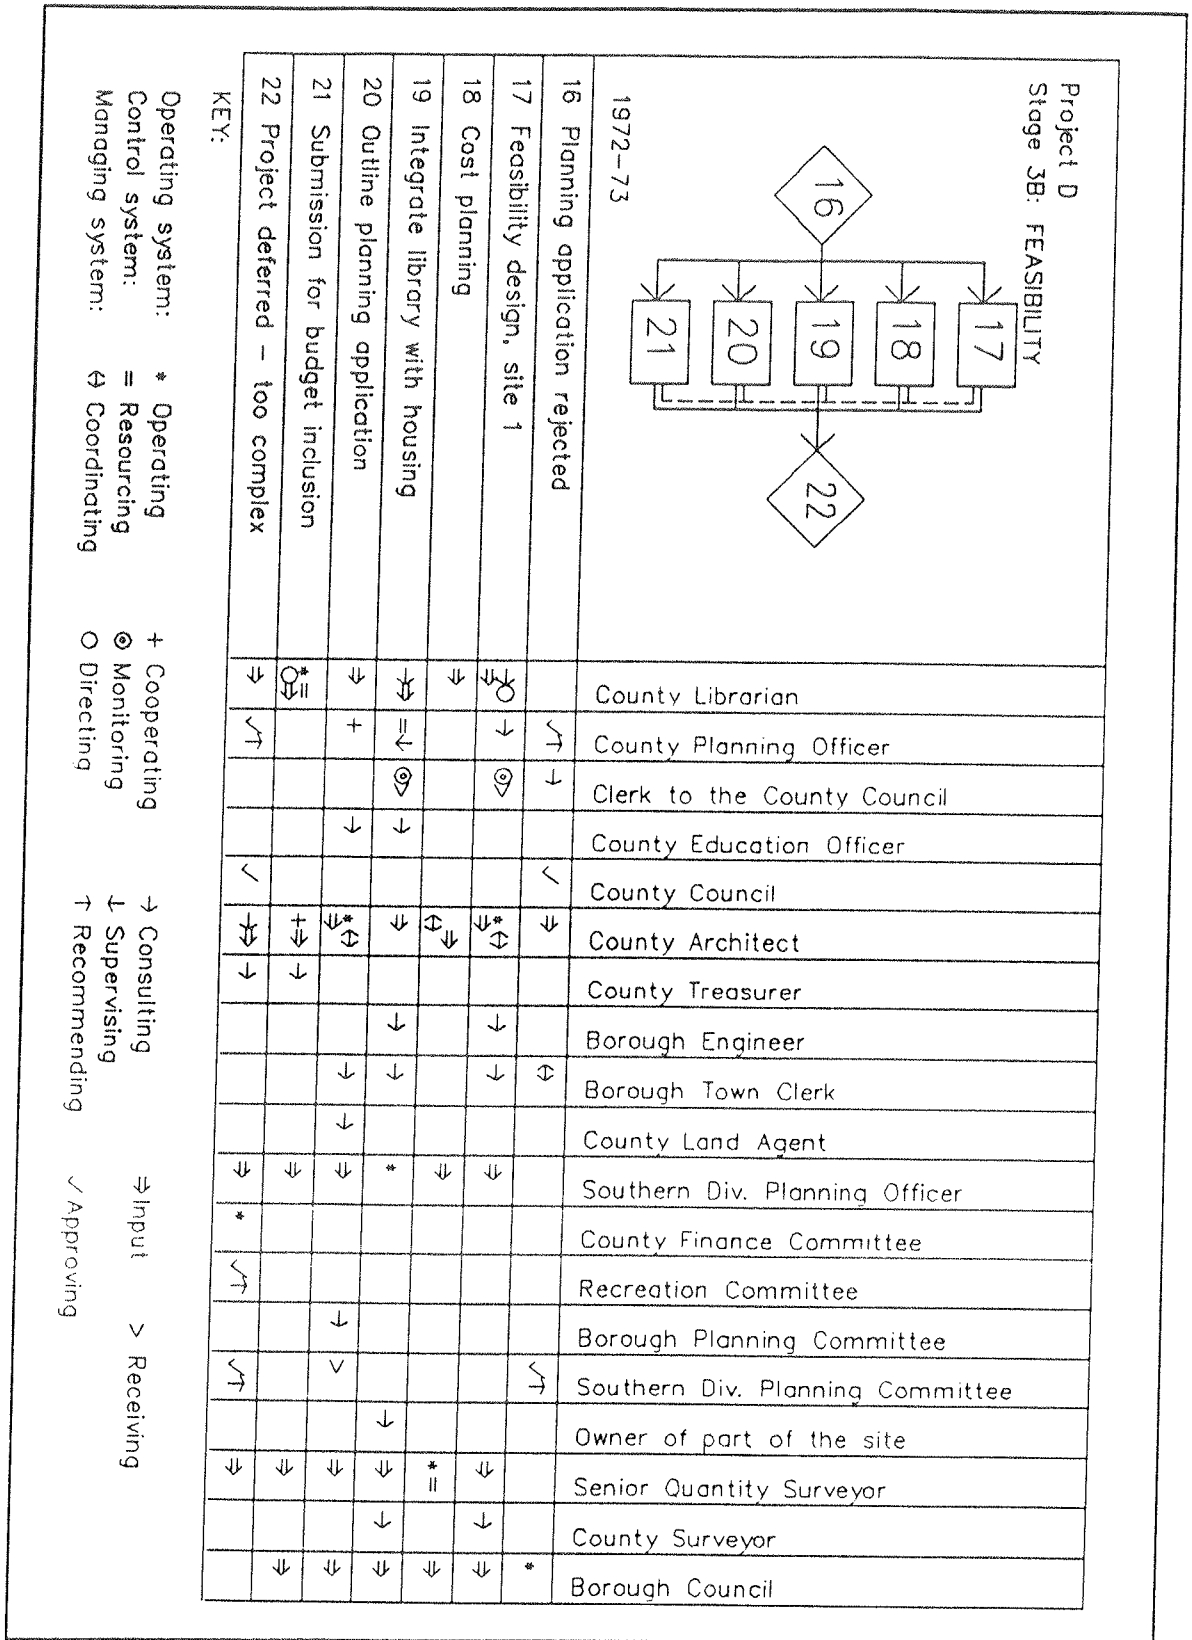 Project D
Stage 3B: FEASIBILITY
16
17
18
19
20
21
22
1972-73
16 Planning application rejected
17 Feasibility design, site 1
18 Cost planning
19 Integrate library with housing
20 Outline planning application
21 Submission for budget inclusion
22 Project deferred – too complex
County Librarian
County Planning Officer
Clerk to the County Council
County Education Officer
County Council
County Architect
County Treasurer
Borough Engineer
Borough Town Clerk
County Land Agent
Southern Div. Planning Officer
County Finance Committee
Recreation Committee
Borough Planning Committee
Southern Div. Planning Committee
Owner of part of the site
Senior Quantity Surveyor
County Surveyor
Borough Council
KEY:
Operating system: * Operating + Cooperating → Consulting ⇒ Input > Receiving
Control system: = Resourcing ⊙ Monitoring ↓ Supervising ✓ Approving
Managing system: ⇔ Coordinating O Directing ↑ Recommending